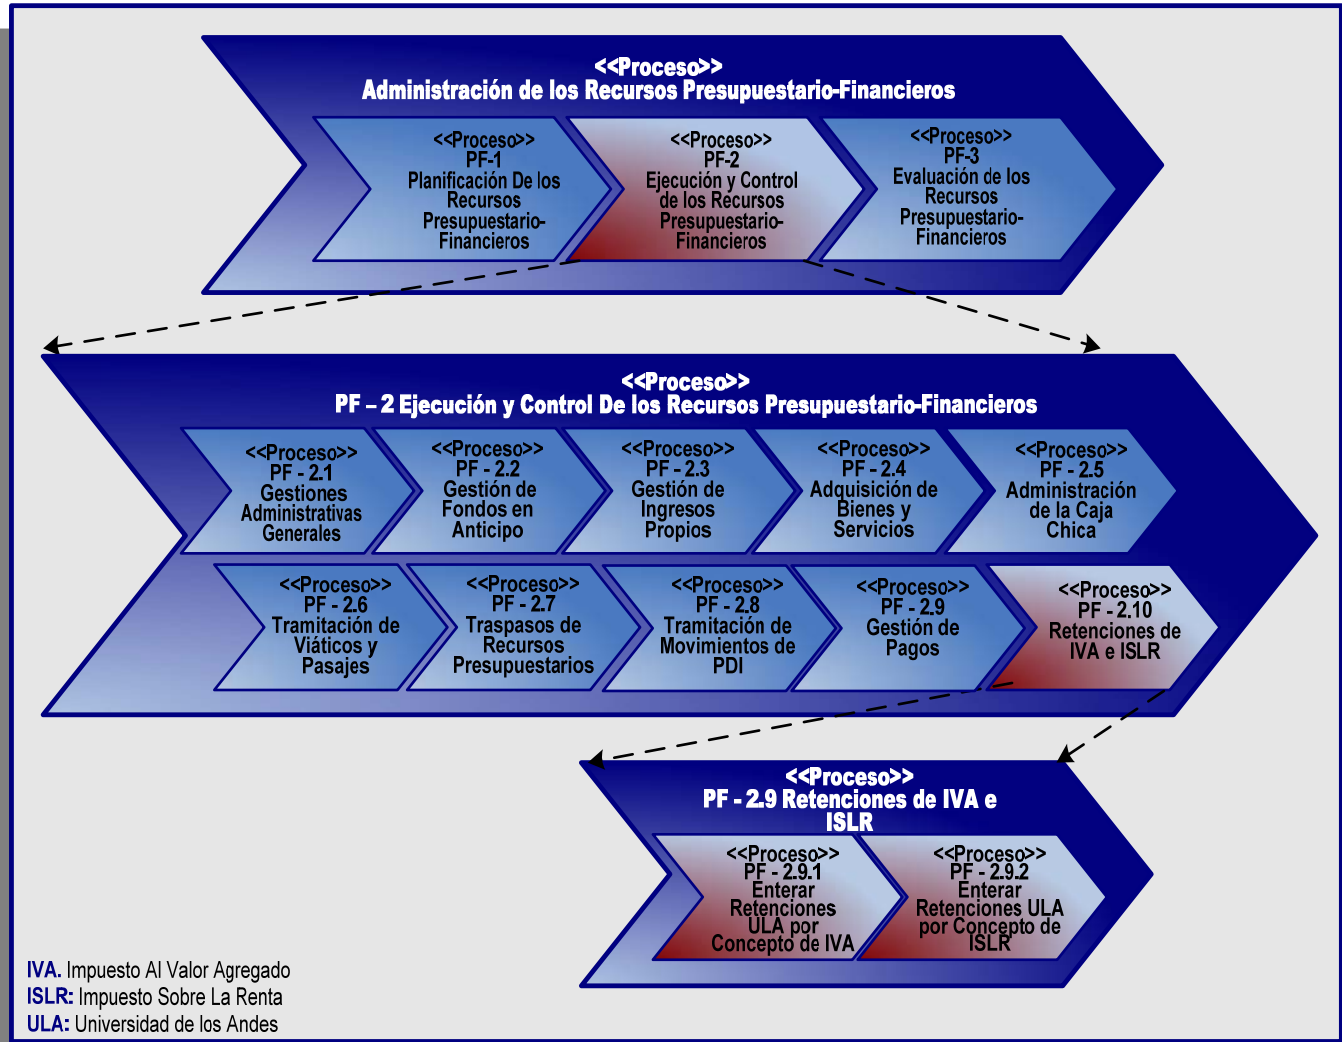 <<Proceso>>
Administración de los Recursos Presupuestario-Financieros
<<Proceso>>
PF-1
Planificación De los
Recursos
Presupuestario-
Financieros
<<Proceso>>
PF-2
Ejecución y Control
de los Recursos
Presupuestario-
Financieros
<<Proceso>>
PF-3
Evaluación de los
Recursos
Presupuestario-
Financieros
<<Proceso>>
PF – 2 Ejecución y Control De los Recursos Presupuestario-Financieros
<<Proceso>>
PF - 2.1
Gestiones
Administrativas
Generales
<<Proceso>>
PF - 2.2
Gestión de
Fondos en
Anticipo
<<Proceso>>
PF - 2.3
Gestión de
Ingresos
Propios
<<Proceso>>
PF - 2.4
Adquisición de
Bienes y
Servicios
<<Proceso>>
PF - 2.5
Administración
de la Caja
Chica
<<Proceso>>
PF - 2.6
Tramitación de
Viáticos y
Pasajes
<<Proceso>>
PF - 2.7
Traspasos de
Recursos
Presupuestarios
<<Proceso>>
PF - 2.8
Tramitación de
Movimientos de
PDI
<<Proceso>>
PF - 2.9
Gestión de
Pagos
<<Proceso>>
PF - 2.10
Retenciones de
IVA e ISLR
<<Proceso>>
PF - 2.9 Retenciones de IVA e
ISLR
<<Proceso>>
PF - 2.9.1
Enterar
Retenciones
ULA por
Concepto de IVA
<<Proceso>>
PF - 2.9.2
Enterar
Retenciones ULA
por Concepto de
ISLR
IVA. Impuesto Al Valor Agregado
ISLR: Impuesto Sobre La Renta
ULA: Universidad de los Andes